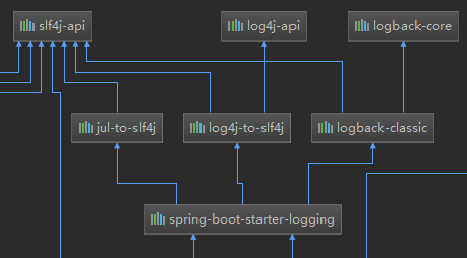 slf4j-api
log4j-api
logback-core
jul-to-slf4j
log4j-to-slf4j
logback-classic
spring-boot-starter-logging